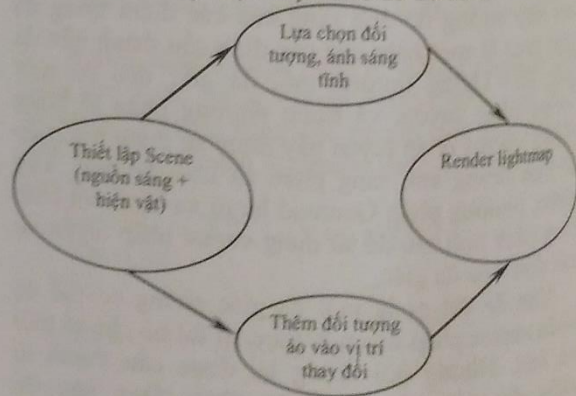 Lựa chọn đối
tượng, ánh sáng
tĩnh
Thiết lập Scene
(nguồn sáng +
hiện vật)
Render lightmap
Thêm đối tượng
ảo vào vị trí
thay đổi